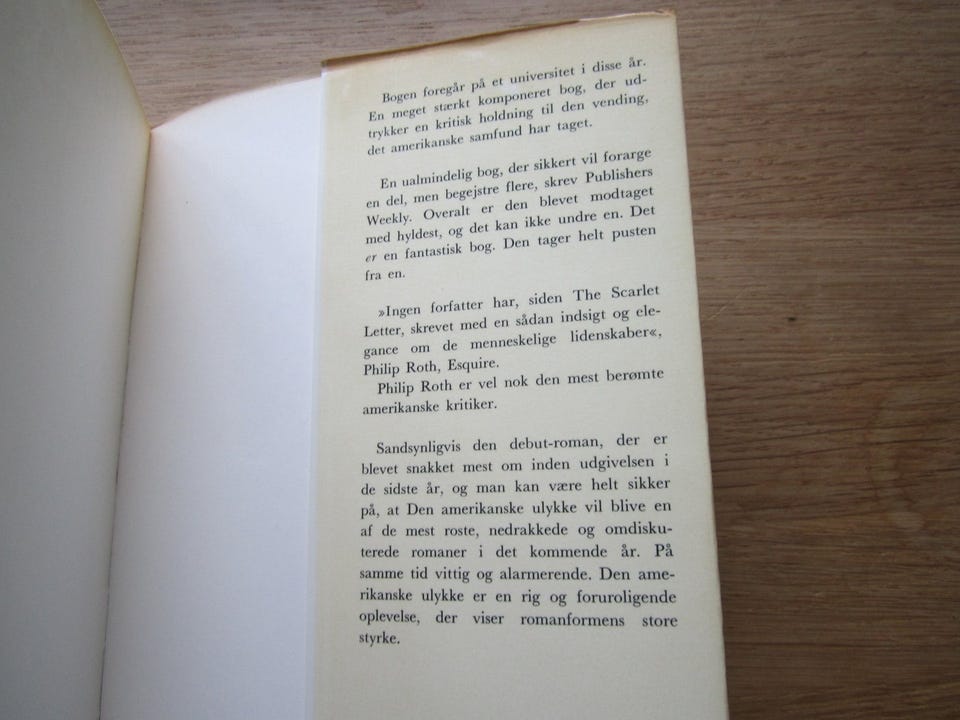 Bogen foregår på et universitet i disse år.
En meget stærkt komponeret bog, der ud-
trykker en kritisk holdning til den vending,
det amerikanske samfund har taget.
En ualmindelig bog, der sikkert vil forarge
en del, men begejstre flere, skrev Publishers
Weekly. Overalt er den blevet modtaget
med hyldest, og det kan ikke undre en. Det
er en fantastisk bog. Den tager helt pusten
fra en.
»Ingen forfatter har, siden The Scarlet
Letter, skrevet med en sådan indsigt og ele-
gance om de menneskelige lidenskaber«,
Philip Roth, Esquire.
Philip Roth er vel nok den mest berømte
amerikanske kritiker.
Sandsynligvis den debut-roman, der er
blevet snakket mest om inden udgivelsen i
de sidste år, og man kan være helt sikker
på, at Den amerikanske ulykke vil blive en
af de mest roste, nedrakkede og omdisku-
terede romaner i det kommende år. På
samme tid vittig og alarmerende. Den ame-
rikanske ulykke er en rig og foruroligende
oplevelse, der viser romanformens store
styrke.